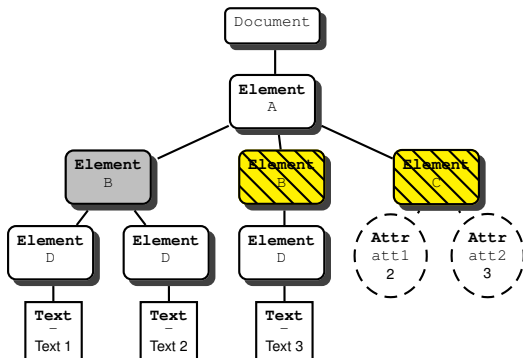 Document
Element
A
Element
B
Element
B
Element
C
Element
D
Element
D
Element
D
Attr
att1
2
Attr
att2
3
Text
–
Text 1
Text
–
Text 2
Text
–
Text 3